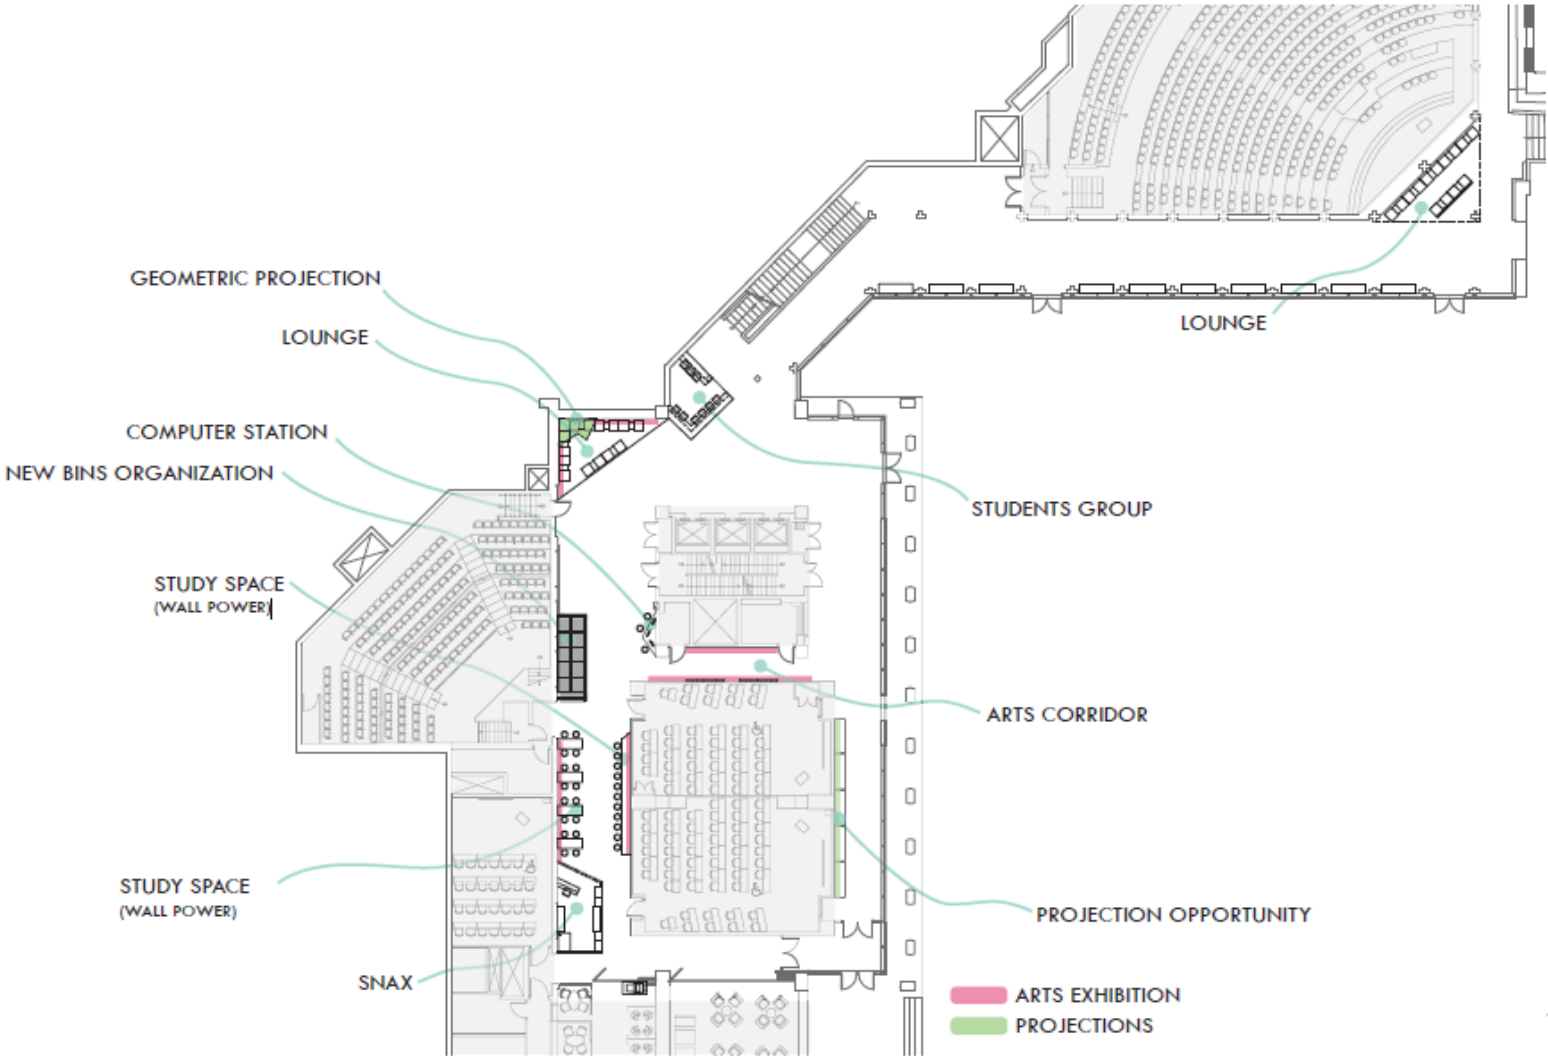 GEOMETRIC PROJECTION
LOUNGE
LOUNGE
COMPUTER STATION
NEW BINS ORGANIZATION
STUDENTS GROUP
STUDY SPACE
(WALL POWER)
ARTS CORRIDOR
STUDY SPACE
(WALL POWER)
PROJECTION OPPORTUNITY
SNAX
ARTS EXHIBITION
PROJECTIONS